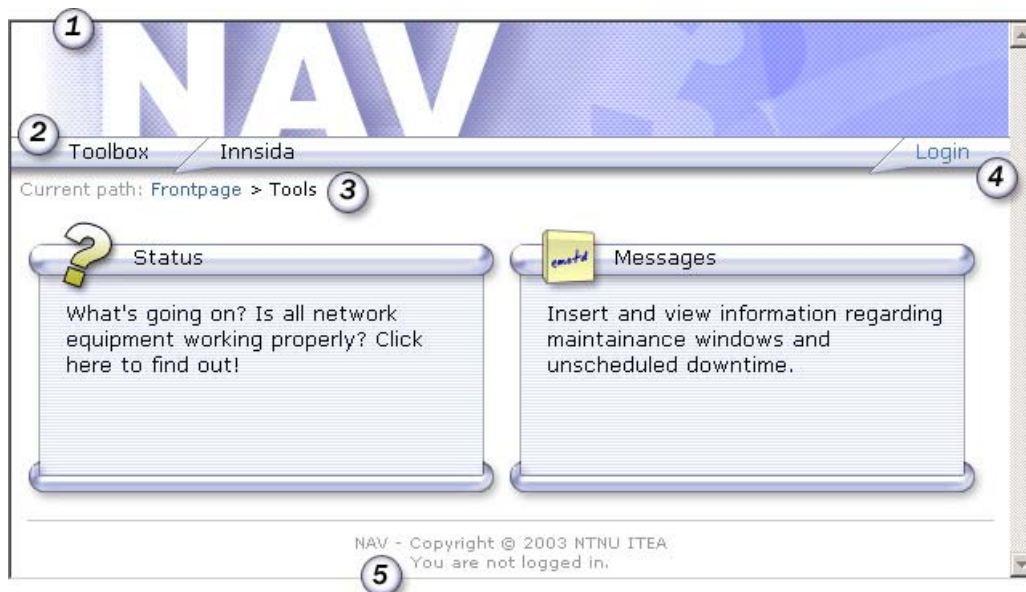 1
NAV
2
Toolbox
Innsida
Login
4
Current path: Frontpage > Tools
3
Status
What's going on? Is all network
equipment working properly? Click
here to find out!
emotd
Messages
Insert and view information regarding
maintainance windows and
unscheduled downtime.
NAV - Copyright © 2003 NTNU ITEA
You are not logged in.
5